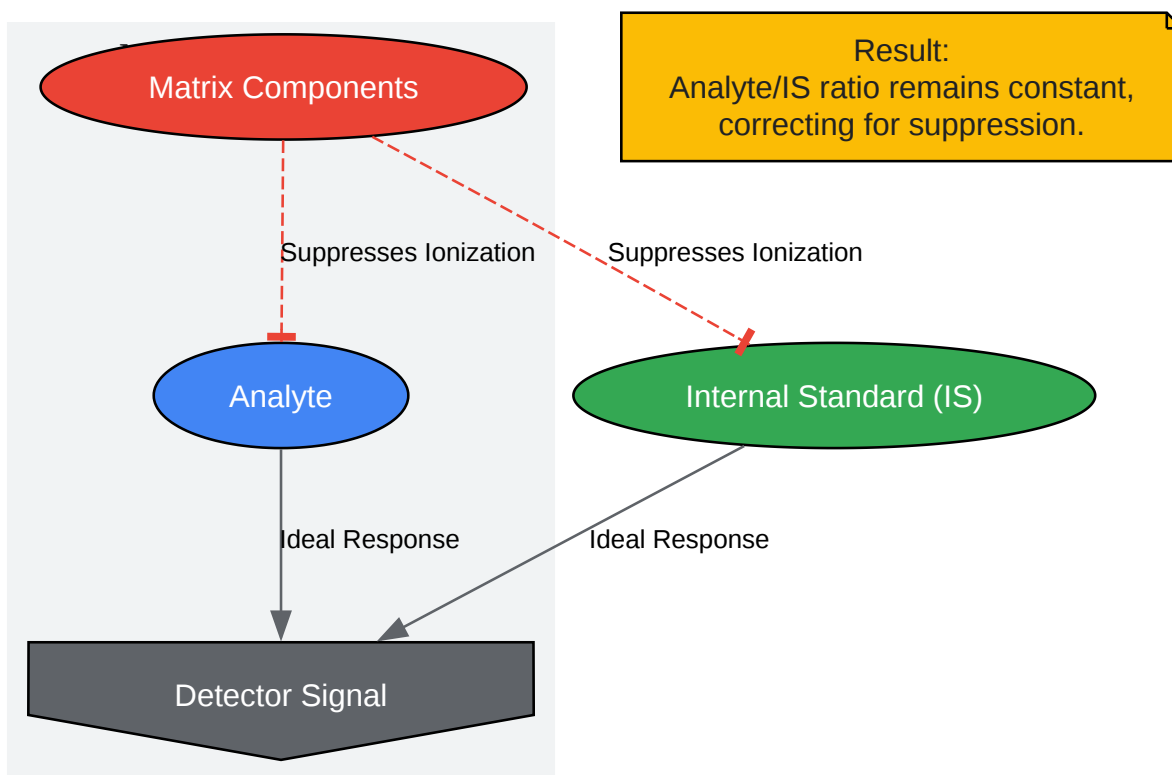 Matrix Components
Result:
Analyte/IS ratio remains constant,
correcting for suppression.
Suppresses Ionization
Suppresses Ionization
Analyte
Internal Standard (IS)
Ideal Response
Ideal Response
Detector Signal